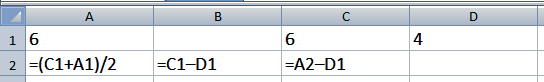 A B C D
1 6 6 4
2 =(C1+A1)/2 =C1–D1 =A2–D1